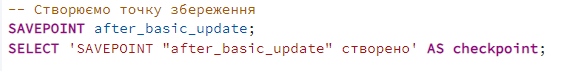 -- Створюємо точку збереження
SAVEPOINT after_basic_update;
SELECT 'SAVEPOINT "after_basic_update" створено' AS checkpoint;